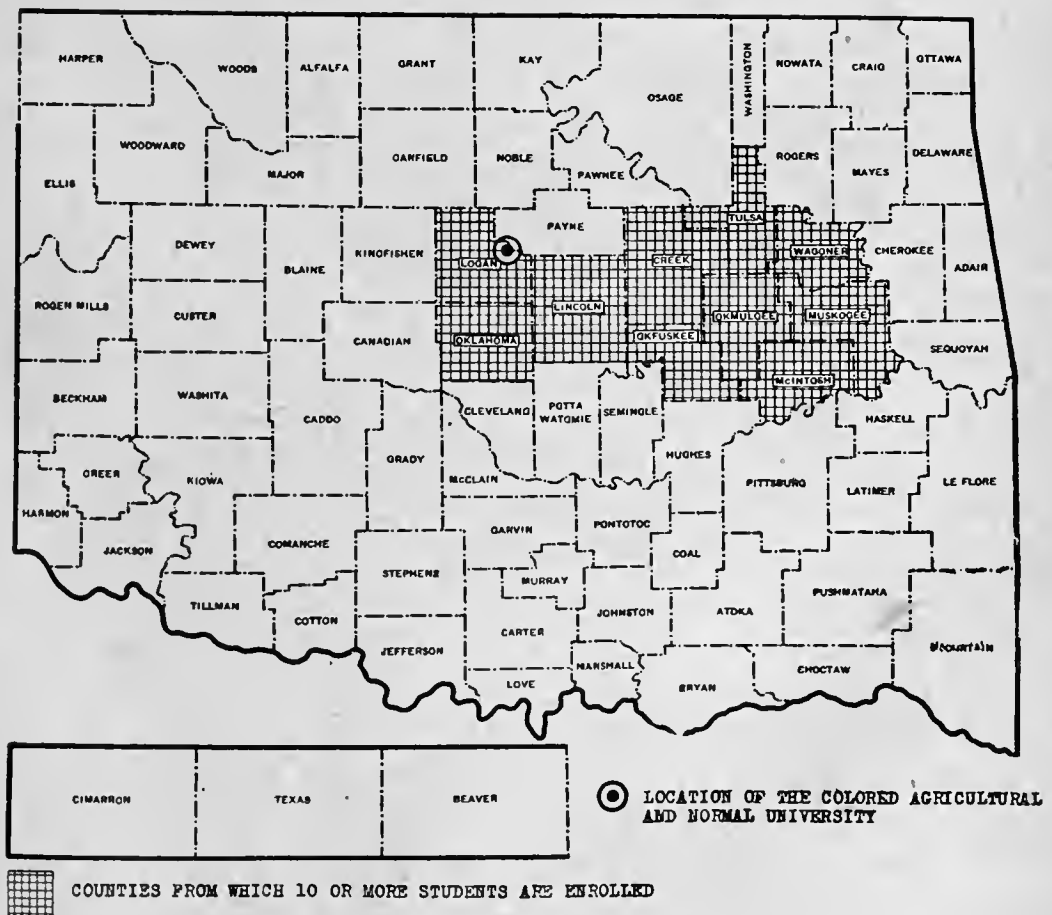 HARPER
WOODS
ALFALFA
GRANT
KAY
OSAGE
WASHINGTON
NOWATA
CRAIG
OTTAWA
WOODWARD
MAJOR
GARFIELD
NOBLE
PAWNEE
ROGERS
MAYES
DELAWARE
ELLIS
DEWEY
BLAINE
KINGFISHEN
LOGAN
PAYNE
CREEK
TULSA
WAGONER
CHEROKEE
ADAIR
ROGEN MILLS
CUSTER
CANADIAN
OKLAHOMA
LINCOLN
OKFUSKEE
OKMULGEE
MUSKOGEE
SEQUOYAH
BECKHAM
WASHITA
CADDO
GRADY
CLEVELAND
POTTA
WATOMIE
SEMINOLE
HUGHES
MCINTOSH
HASKELL
GREER
KIOWA
MCCLAIN
PITTSBURG
LATIMER
LE FLORE
HARMON
JACKSON
COMANCHE
GARVIN
PONTOTOC
COAL
TILLMAN
COTTON
STEPHENS
MURRAY
JOHNSTON
ATOKA
PUSHMATAHA
JEFFERSON
CARTER
LOVE
MANSHALL
BRYAN
CHOCTAW
MCCURTAIN
CIMARRON
TEXAS
BEAVER
LOCATION OF THE COLORED AGRICULTURAL
AND NORMAL UNIVERSITY
COUNTIES FROM WHICH 10 OR MORE STUDENTS ARE ENROLLED